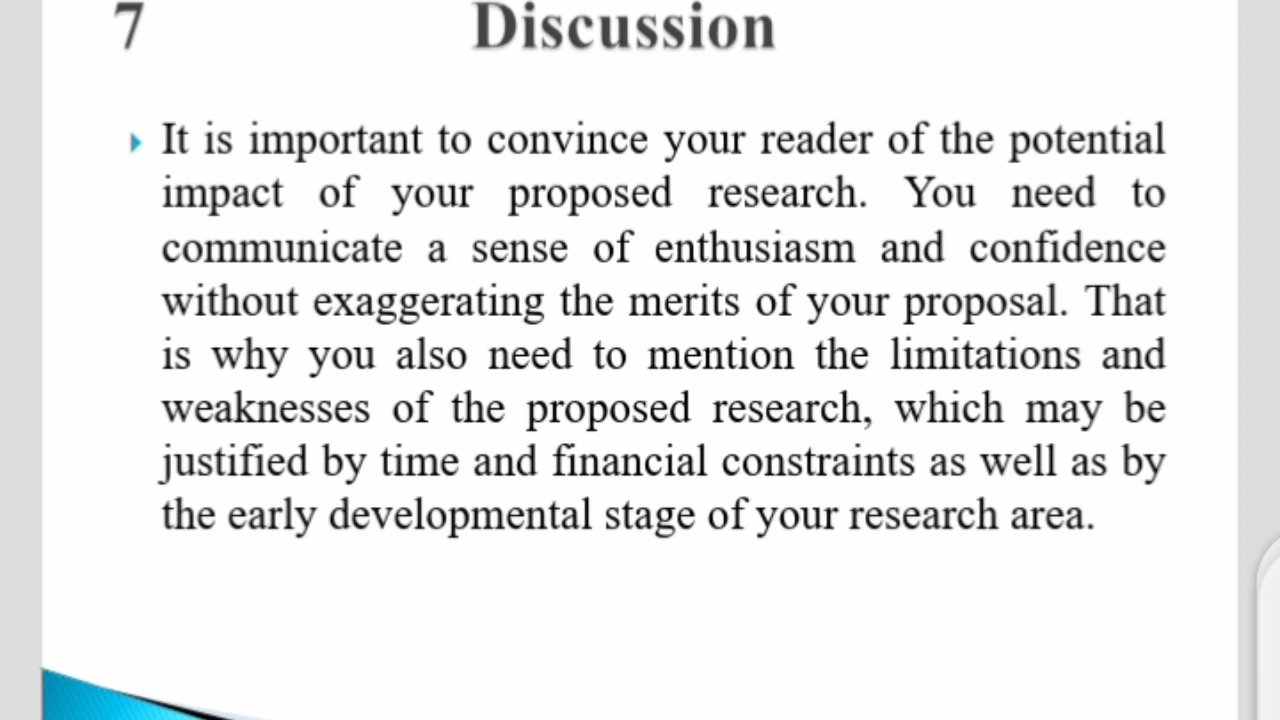 7 Discussion
It is important to convince your reader of the potential
impact of your proposed research. You need to
communicate a sense of enthusiasm and confidence
without exaggerating the merits of your proposal. That
is why you also need to mention the limitations and
weaknesses of the proposed research, which may be
justified by time and financial constraints as well as by
the early developmental stage of your research area.